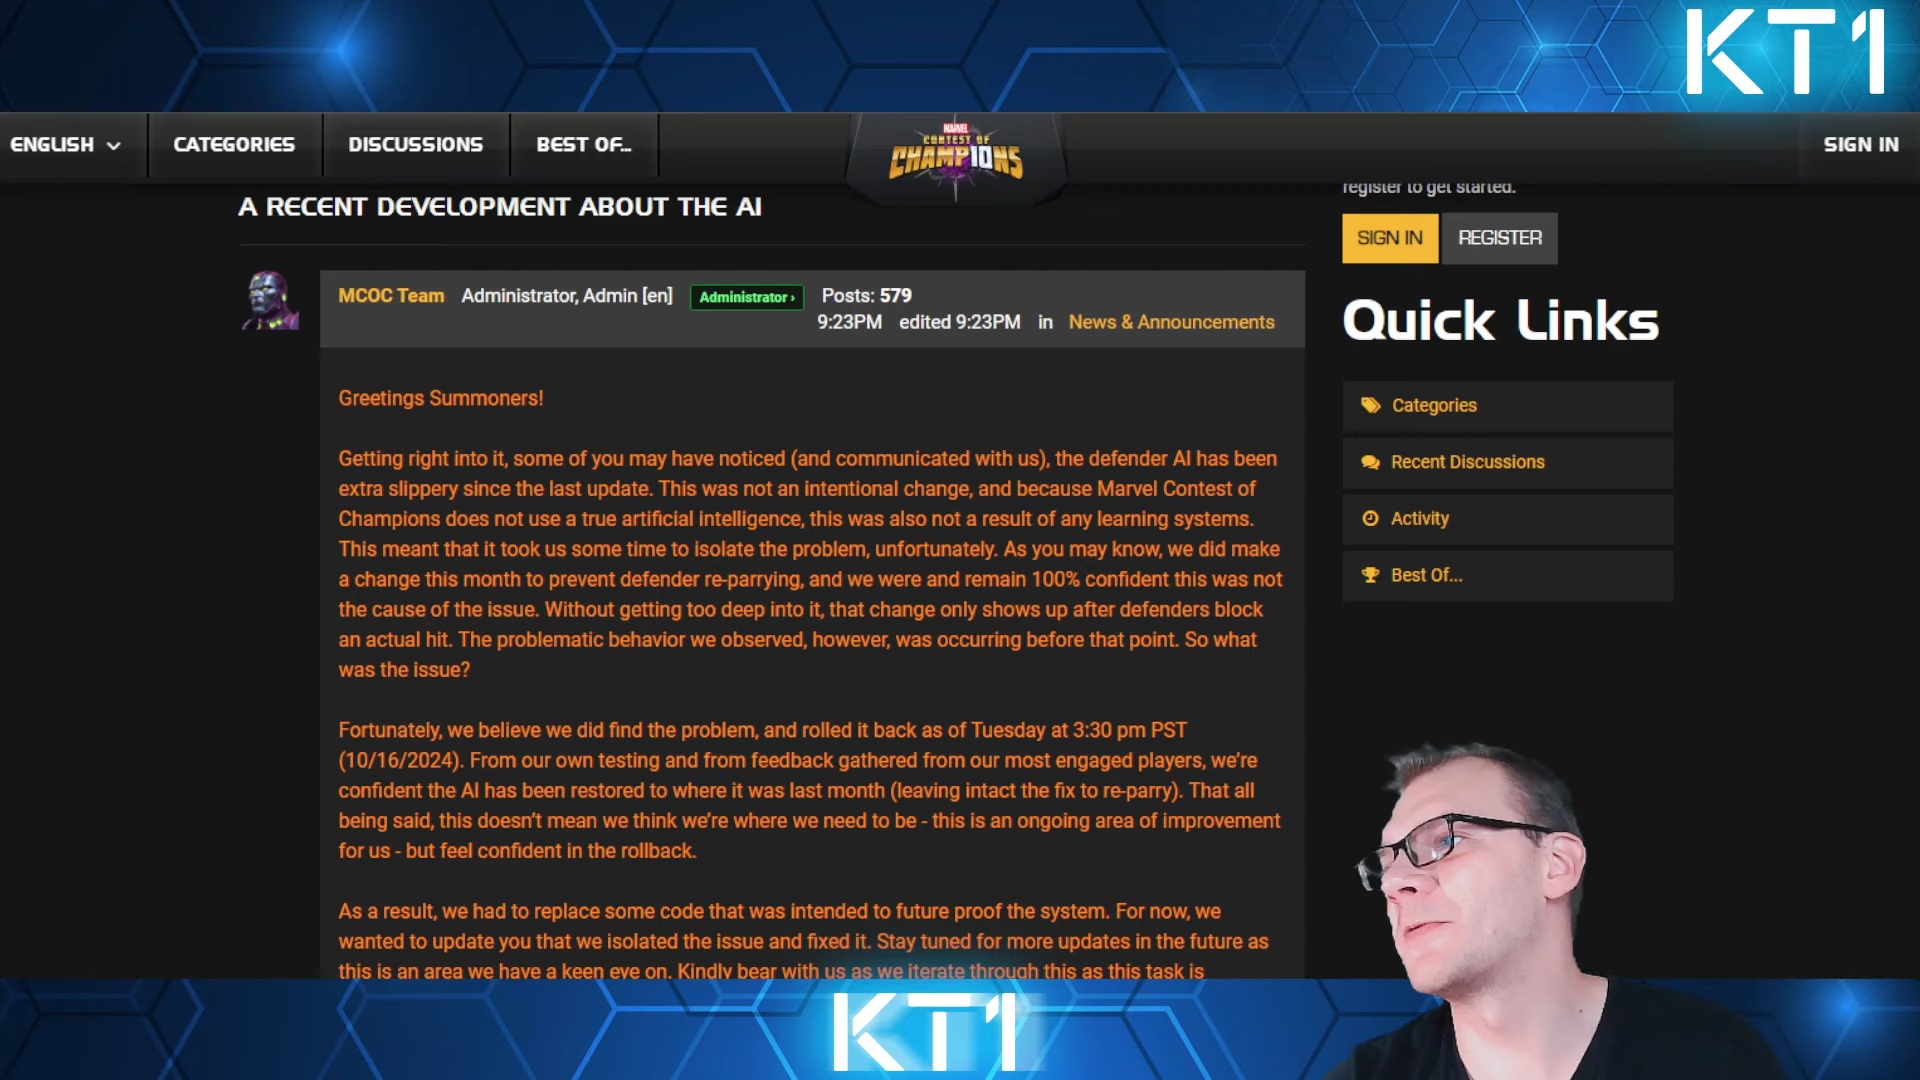 KT1
ENGLISH
CATEGORIES
DISCUSSIONS
BEST OF...
MARVEL
CONTEST OF
CHAMP10NS
SIGN IN
A RECENT DEVELOPMENT ABOUT THE AI
MCOC Team Administrator, Admin [en] Administrator › Posts: 579
9:23PM edited 9:23PM in News & Announcements
Greetings Summoners!
Getting right into it, some of you may have noticed (and communicated with us), the defender AI has been
extra slippery since the last update. This was not an intentional change, and because Marvel Contest of
Champions does not use a true artificial intelligence, this was also not a result of any learning systems.
This meant that it took us some time to isolate the problem, unfortunately. As you may know, we did make
a change this month to prevent defender re-parrying, and we were and remain 100% confident this was not
the cause of the issue. Without getting too deep into it, that change only shows up after defenders block
an actual hit. The problematic behavior we observed, however, was occurring before that point. So what
was the issue?
Fortunately, we believe we did find the problem, and rolled it back as of Tuesday at 3:30 pm PST
(10/16/2024). From our own testing and from feedback gathered from our most engaged players, we're
confident the AI has been restored to where it was last month (leaving intact the fix to re-parry). That all
being said, this doesn't mean we think we're where we need to be - this is an ongoing area of improvement
for us - but feel confident in the rollback.
As a result, we had to replace some code that was intended to future proof the system. For now, we
wanted to update you that we isolated the issue and fixed it. Stay tuned for more updates in the future as
this is an area we have a keen eye on. Kindly bear with us as we iterate through this as this task is
register to get started.
SIGN IN
REGISTER
Quick Links
Categories
Recent Discussions
Activity
Best Of...
KT1